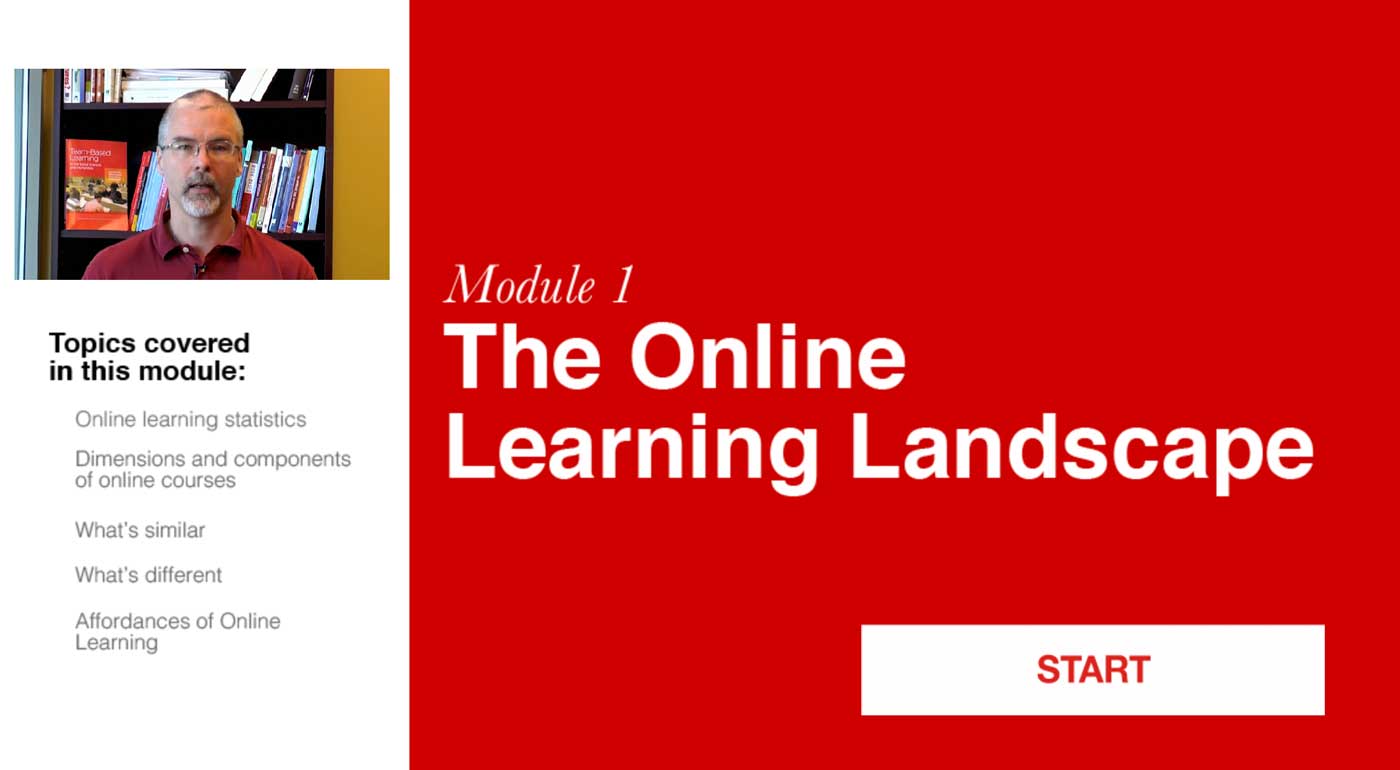 Team-Based
Learning
Topics covered
in this module:
Online learning statistics
Dimensions and components
of online courses
What's similar
What's different
Affordances of Online
Learning
Module 1
The Online
Learning Landscape
START